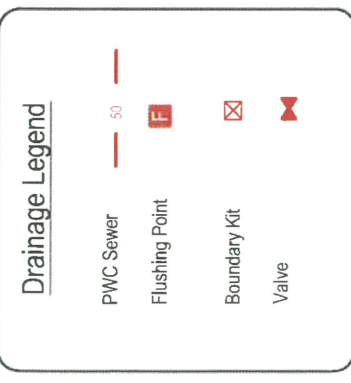 Drainage Legend
PWC Sewer 50
Flushing Point F
Boundary Kit
Valve